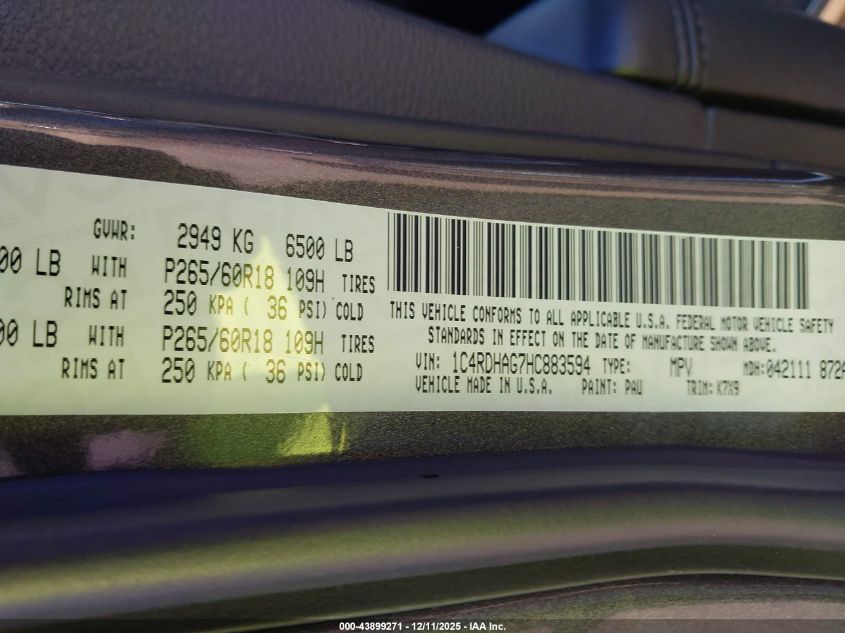 GVWR: 2949 KG 6500 LB
00 LB WITH P265/60R18 109H TIRES
RIMS AT 250 KPA ( 36 PSI) COLD
00 LB WITH P265/60R18 109H TIRES
RIMS AT 250 KPA ( 36 PSI) COLD
THIS VEHICLE CONFORMS TO ALL APPLICABLE U.S.A. FEDERAL MOTOR VEHICLE SAFETY
STANDARDS IN EFFECT ON THE DATE OF MANUFACTURE SHOWN ABOVE.
VIN: 1C4RDHAG7HC883594 TYPE: MPV MDH: 042111 872A
VEHICLE MADE IN U.S.A. PAINT: PAU TRIM: K7X9
000-43899271 - 12/11/2025 - IAA Inc.